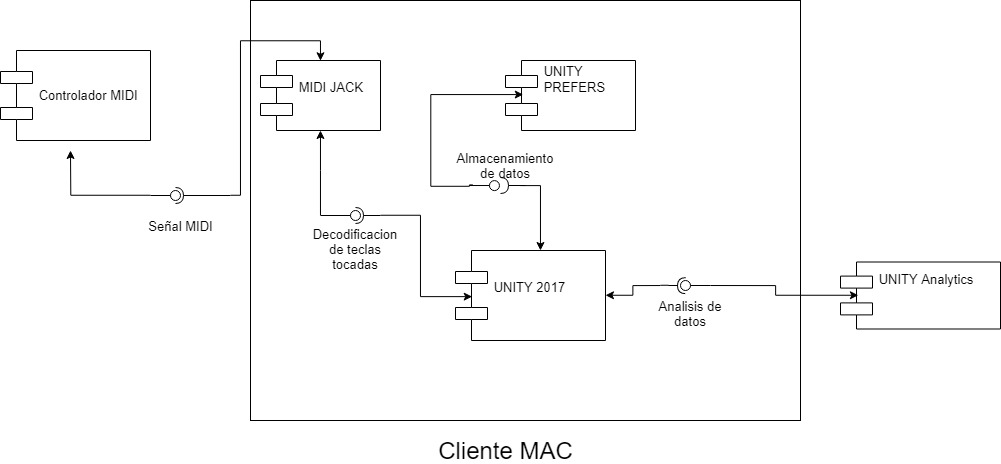 Controlador MIDI
Señal MIDI
MIDI JACK
UNITY
PREFERS
Almacenamiento
de datos
Decodificacion
de teclas
tocadas
UNITY 2017
Analisis de
datos
UNITY Analytics
Cliente MAC